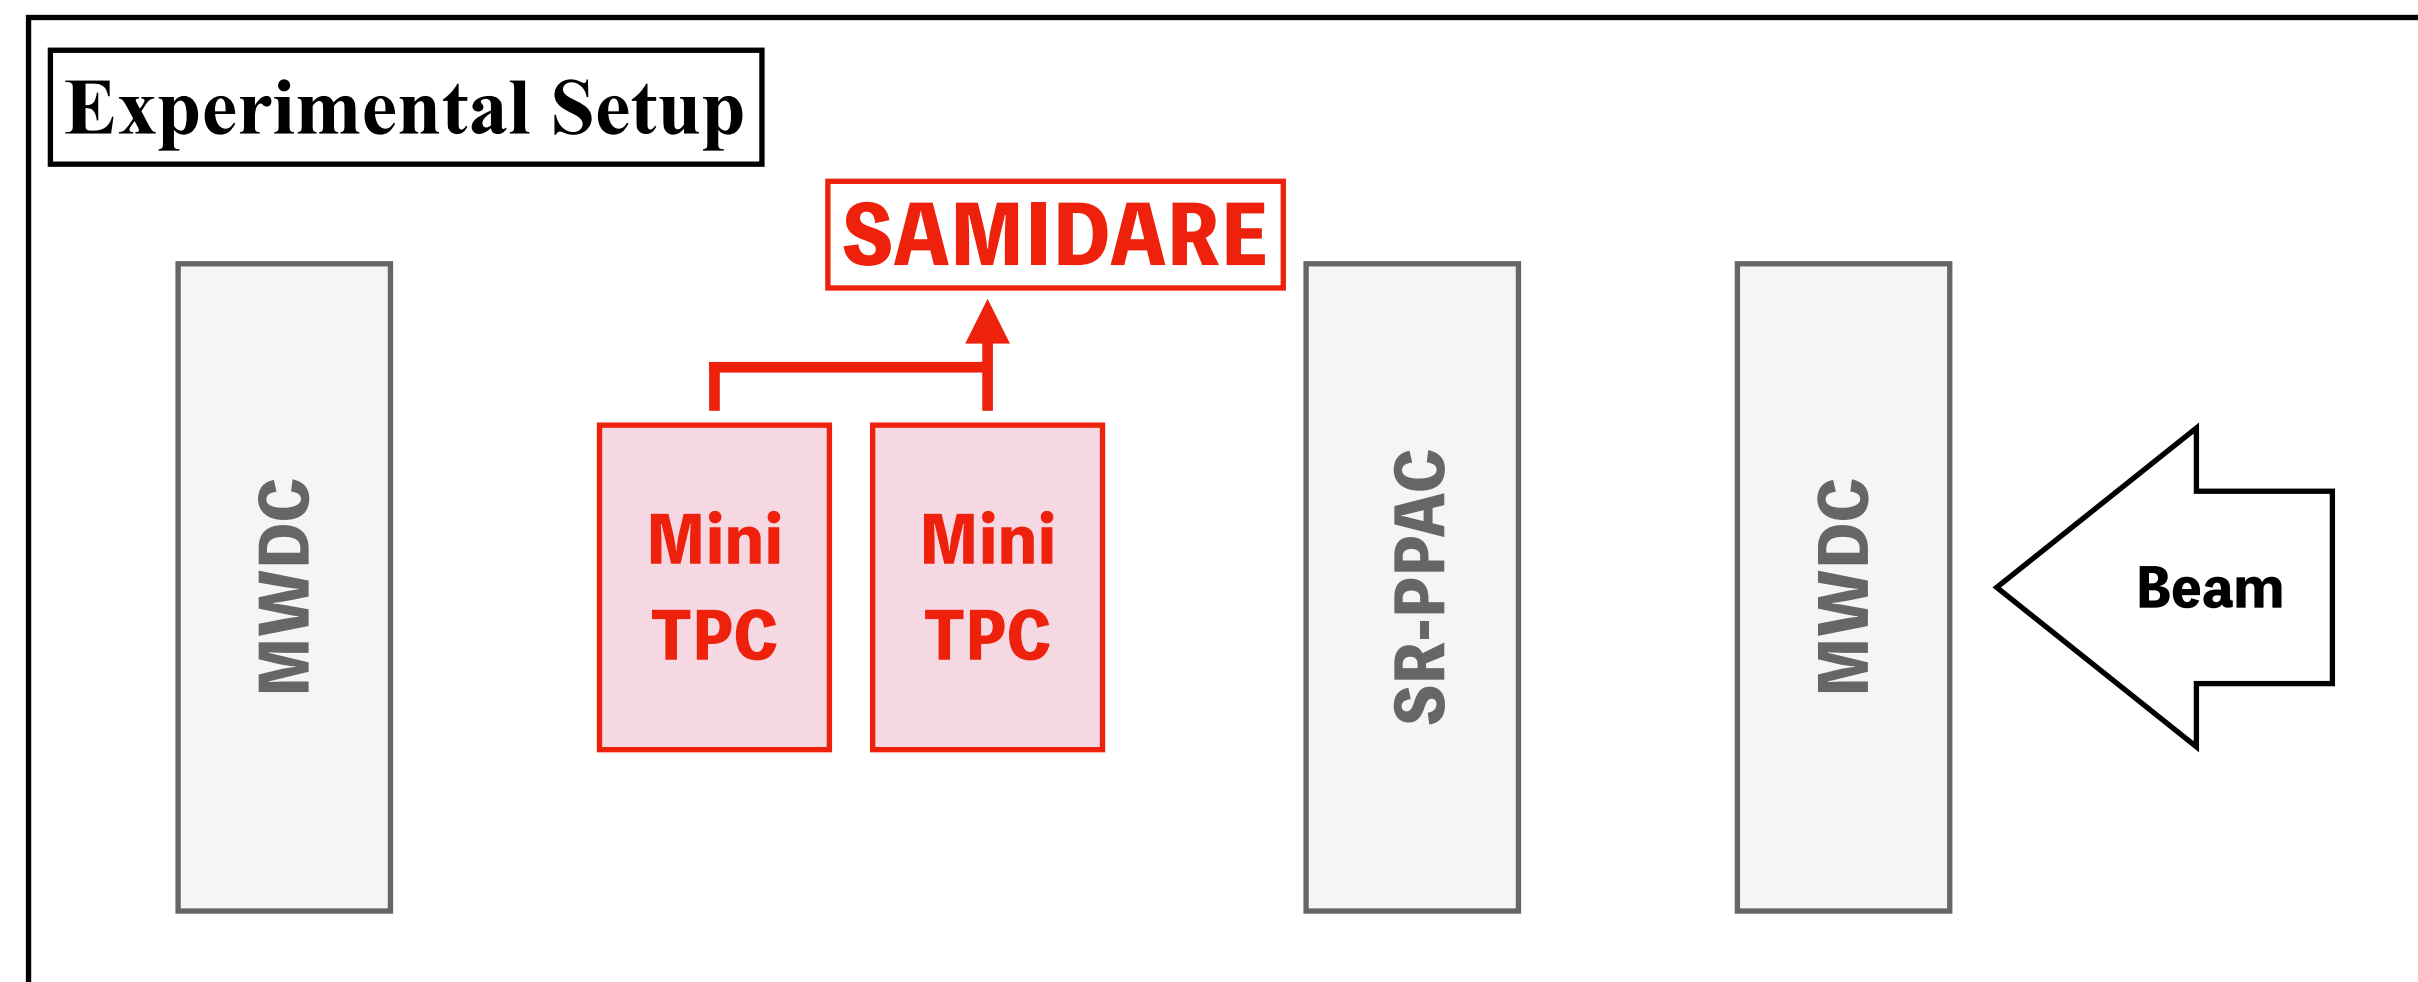 Experimental Setup
SAMIDARE
MWDC
Mini
TPC
Mini
TPC
SR-PPAC
MWDC
Beam